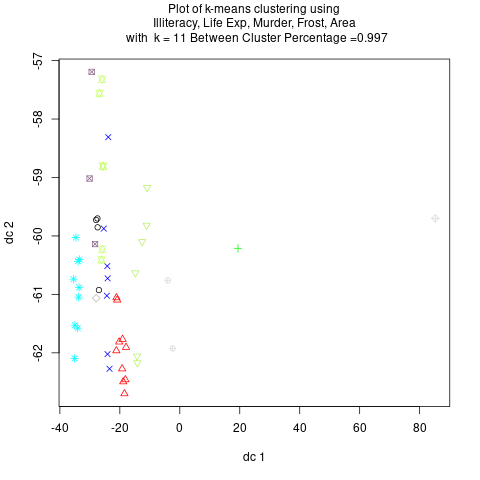 Plot of k-means clustering using
Illiteracy, Life Exp, Murder, Frost, Area
with k = 11 Between Cluster Percentage =0.997
-57
-58
-59
-60
-61
-62
dc 2
-40 -20 0 20 40 60 80
dc 1